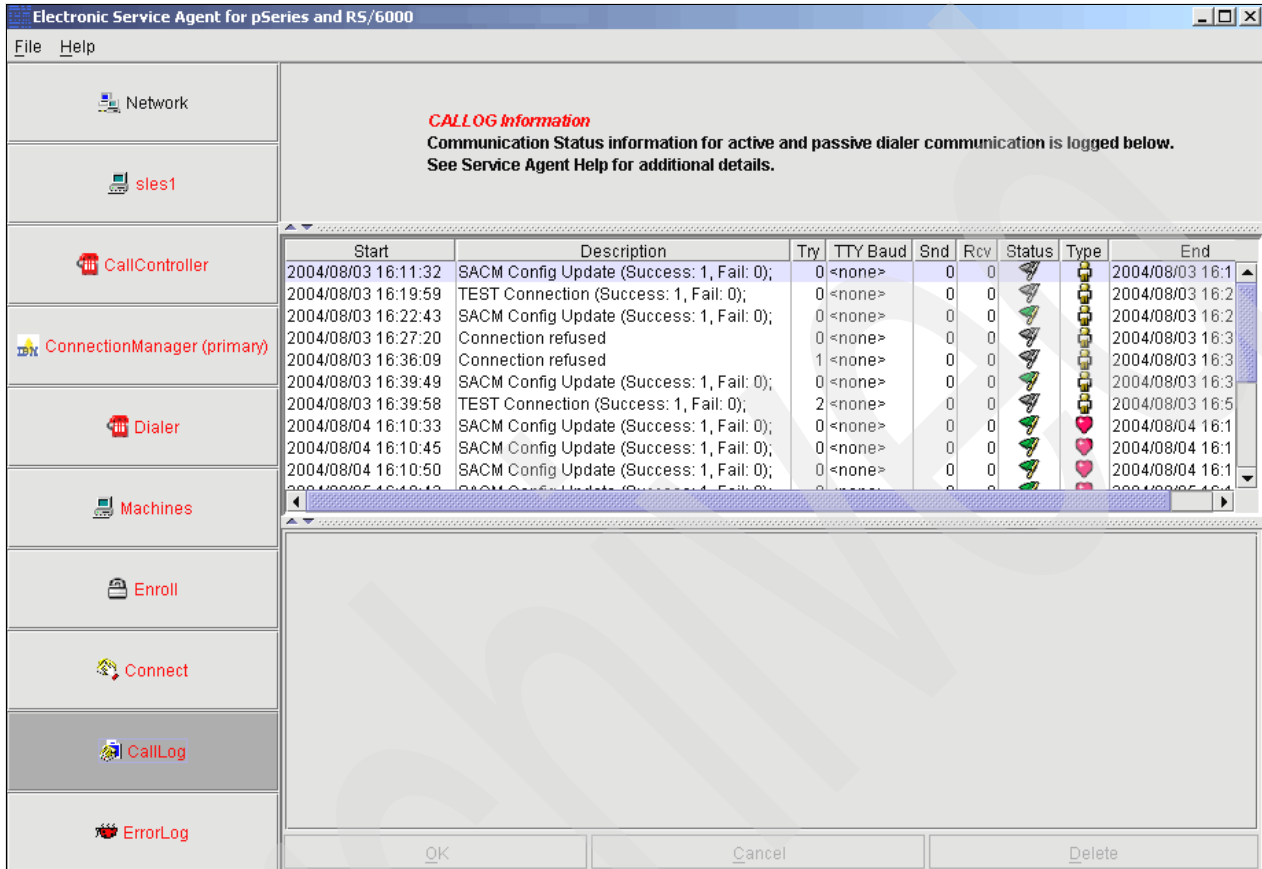 Electronic Service Agent for pSeries and RS/6000
File Help
Network
sles1
CallController
ConnectionManager (primary)
Dialer
Machines
Enroll
Connect
CallLog
ErrorLog
CALLOG Information
Communication Status information for active and passive dialer communication is logged below.
See Service Agent Help for additional details.
Start Description Try TTY Baud Snd Rcv Status Type End
2004/08/03 16:11:32 SACM Config Update (Success: 1, Fail: 0); 0 <none> 0 0 2004/08/03 16:1
2004/08/03 16:19:59 TEST Connection (Success: 1, Fail: 0); 0 <none> 0 0 2004/08/03 16:2
2004/08/03 16:22:43 SACM Config Update (Success: 1, Fail: 0); 0 <none> 0 0 2004/08/03 16:2
2004/08/03 16:27:20 Connection refused 0 <none> 0 0 2004/08/03 16:3
2004/08/03 16:36:09 Connection refused 1 <none> 0 0 2004/08/03 16:3
2004/08/03 16:39:49 SACM Config Update (Success: 1, Fail: 0); 0 <none> 0 0 2004/08/03 16:3
2004/08/03 16:39:58 TEST Connection (Success: 1, Fail: 0); 2 <none> 0 0 2004/08/03 16:5
2004/08/04 16:10:33 SACM Config Update (Success: 1, Fail: 0); 0 <none> 0 0 2004/08/04 16:1
2004/08/04 16:10:45 SACM Config Update (Success: 1, Fail: 0); 0 <none> 0 0 2004/08/04 16:1
2004/08/04 16:10:50 SACM Config Update (Success: 1, Fail: 0); 0 <none> 0 0 2004/08/04 16:1
OK Cancel Delete